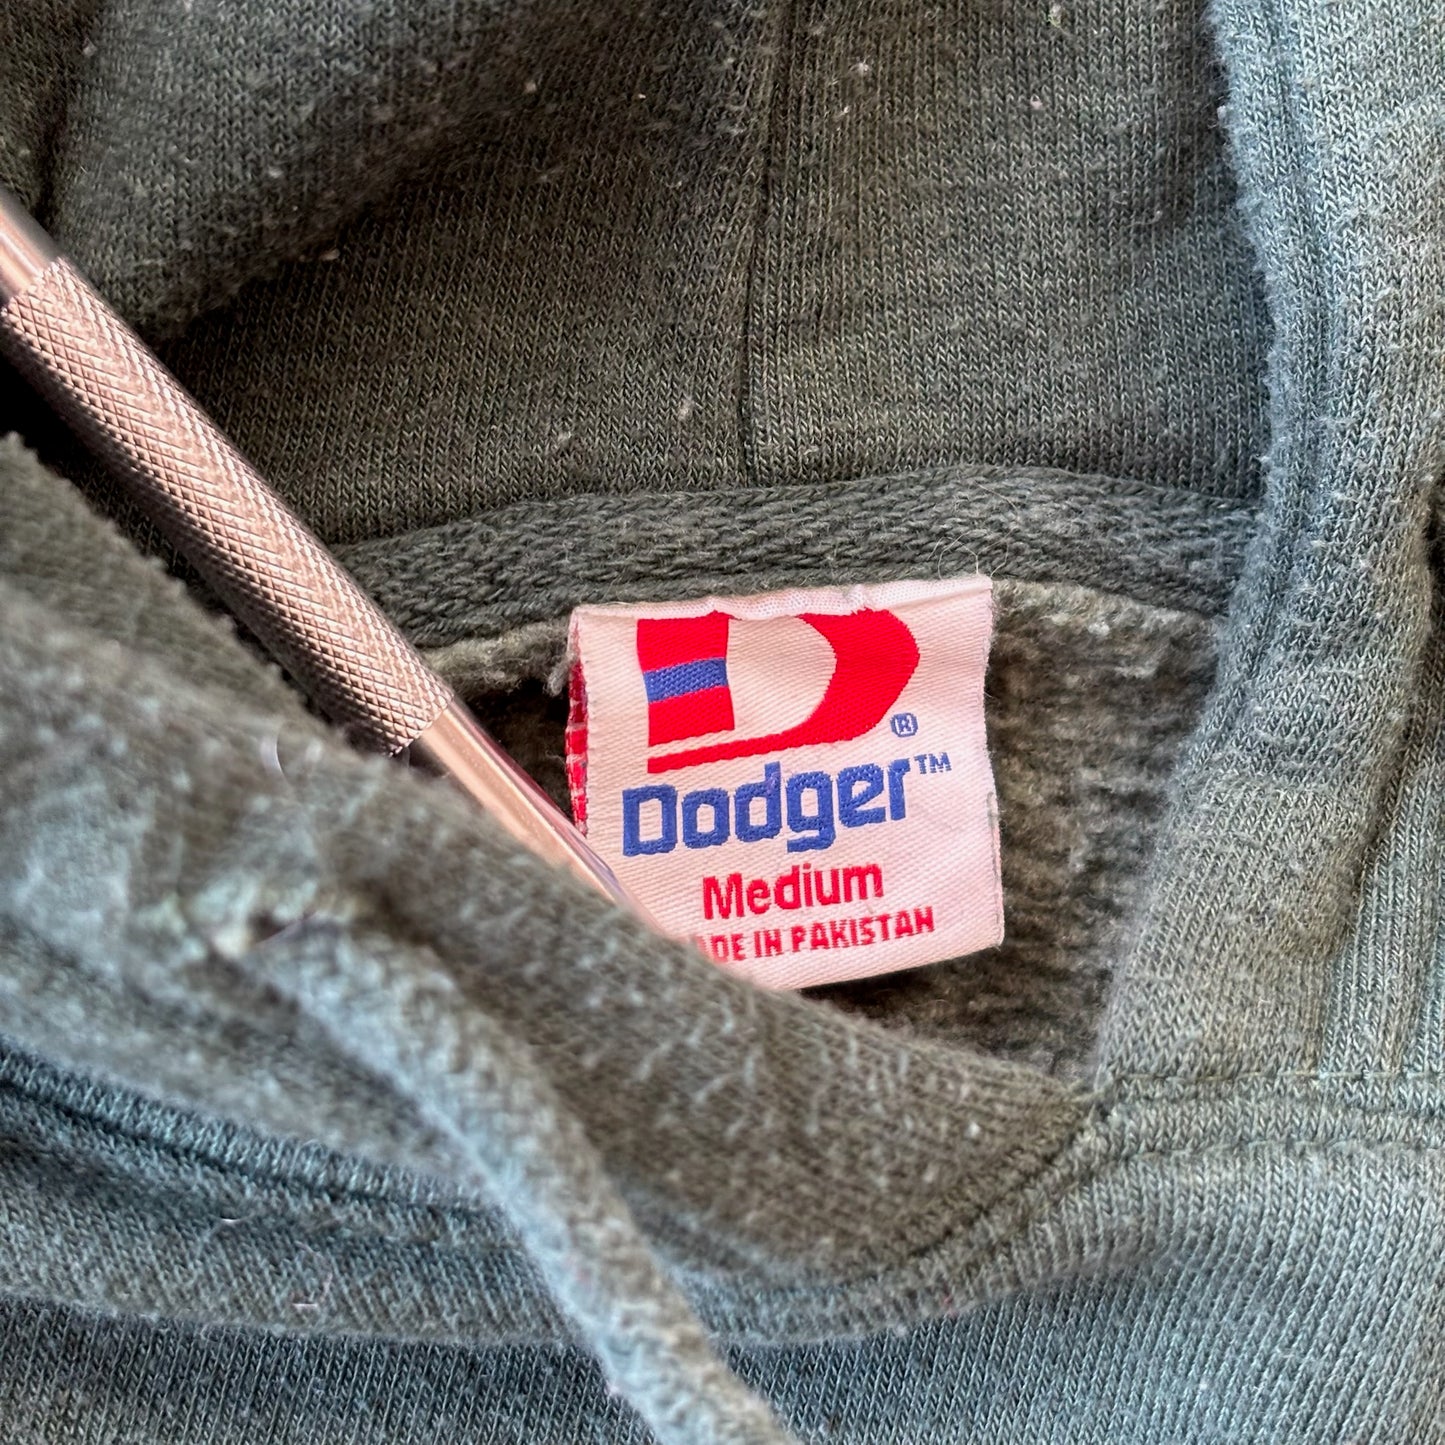 D®
Dodger™
Medium
ADE IN PAKISTAN